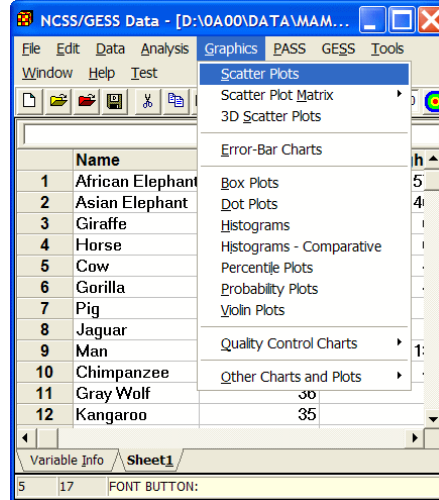 NCSS/GESS Data - [D:\0A00\DATA\MAM...
File Edit Data Analysis Graphics PASS GESS Tools
Window Help Test
Scatter Plots
Scatter Plot Matrix
3D Scatter Plots
Error-Bar Charts
Box Plots
Dot Plots
Histograms
Histograms - Comparative
Percentile Plots
Probability Plots
Violin Plots
Quality Control Charts
Other Charts and Plots
Name
1 African Elephant
2 Asian Elephant
3 Giraffe
4 Horse
5 Cow
6 Gorilla
7 Pig
8 Jaguar
9 Man
10 Chimpanzee
11 Gray Wolf 36
12 Kangaroo 35
Variable Info Sheet1
5 17 FONT BUTTON: